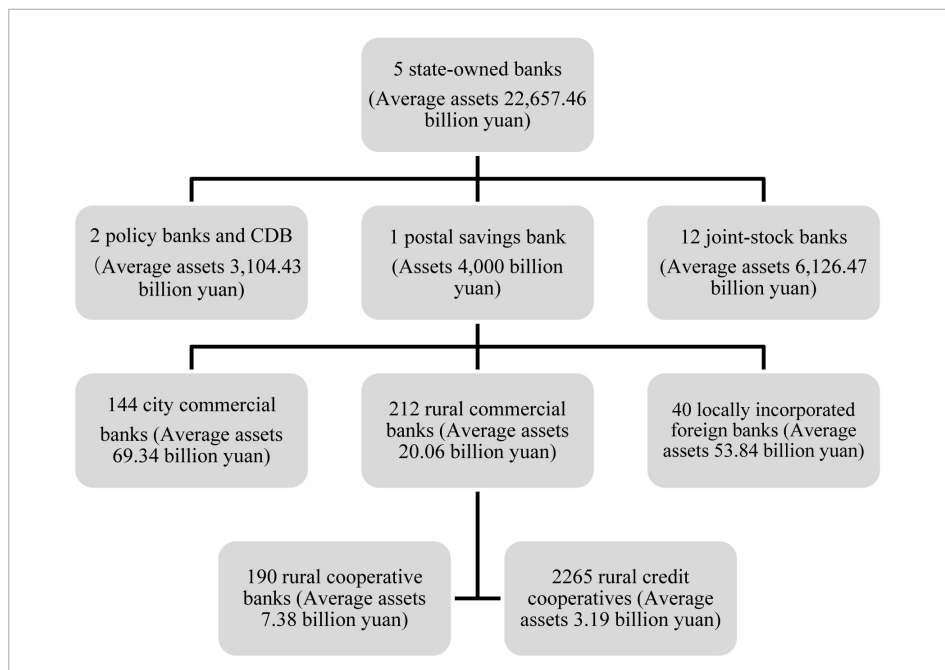 5 state-owned banks
(Average assets 22,657.46
billion yuan)
2 policy banks and CDB
（Average assets 3,104.43
billion yuan)
1 postal savings bank
(Assets 4,000 billion
yuan)
12 joint-stock banks
(Average assets 6,126.47
billion yuan)
144 city commercial
banks (Average assets
69.34 billion yuan)
212 rural commercial
banks (Average assets
20.06 billion yuan)
40 locally incorporated
foreign banks (Average
assets 53.84 billion yuan)
190 rural cooperative
banks (Average assets
7.38 billion yuan)
2265 rural credit
cooperatives (Average
assets 3.19 billion yuan)